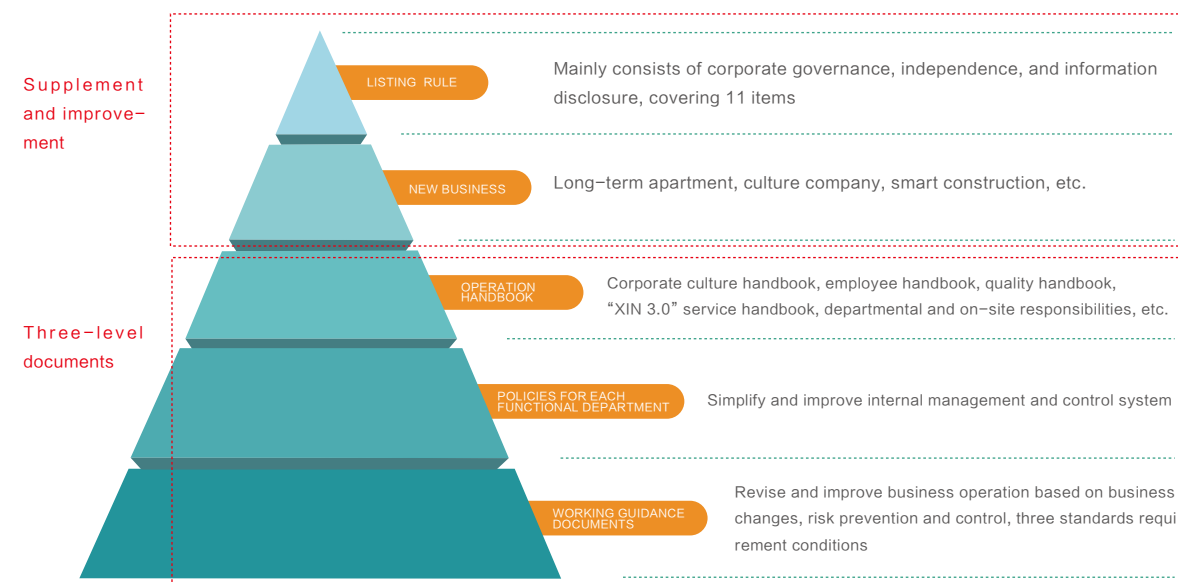 Supplement
and improve-
ment
LISTING RULE
Mainly consists of corporate governance, independence, and information
disclosure, covering 11 items
NEW BUSINESS
Long-term apartment, culture company, smart construction, etc.
Three-level
documents
OPERATION
HANDBOOK
Corporate culture handbook, employee handbook, quality handbook,
“XIN 3.0” service handbook, departmental and on-site responsibilities, etc.
POLICIES FOR EACH
FUNCTIONAL DEPARTMENT
Simplify and improve internal management and control system
WORKING GUIDANCE
DOCUMENTS
Revise and improve business operation based on business
changes, risk prevention and control, three standards requi
rement conditions